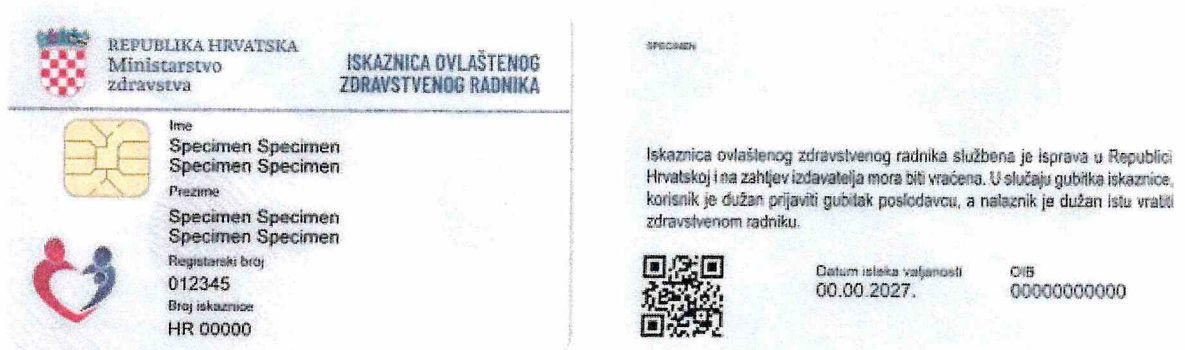 REPUBLIKA HRVATSKA
Ministarstvo
zdravstva
ISKAZNICA OVLAŠTENOG
ZDRAVSTVENOG RADNIKA
Ime
Specimen Specimen
Specimen Specimen
Prezime
Specimen Specimen
Specimen Specimen
Registarski broj
012345
Broj iskaznice
HR 00000
SPECIMEN
Iskaznica ovlaštenog zdravstvenog radnika službena je isprava u Republici
Hrvatskoj i na zahtjev izdavatelja mora biti vraćena. U slučaju gubitka iskaznice,
korisnik je dužan prijaviti gubitak poslodavcu, a nalaznik je dužan istu vratiti
zdravstvenom radniku.
Datum isteka valjanosti
00.00.2027.
OIB
00000000000